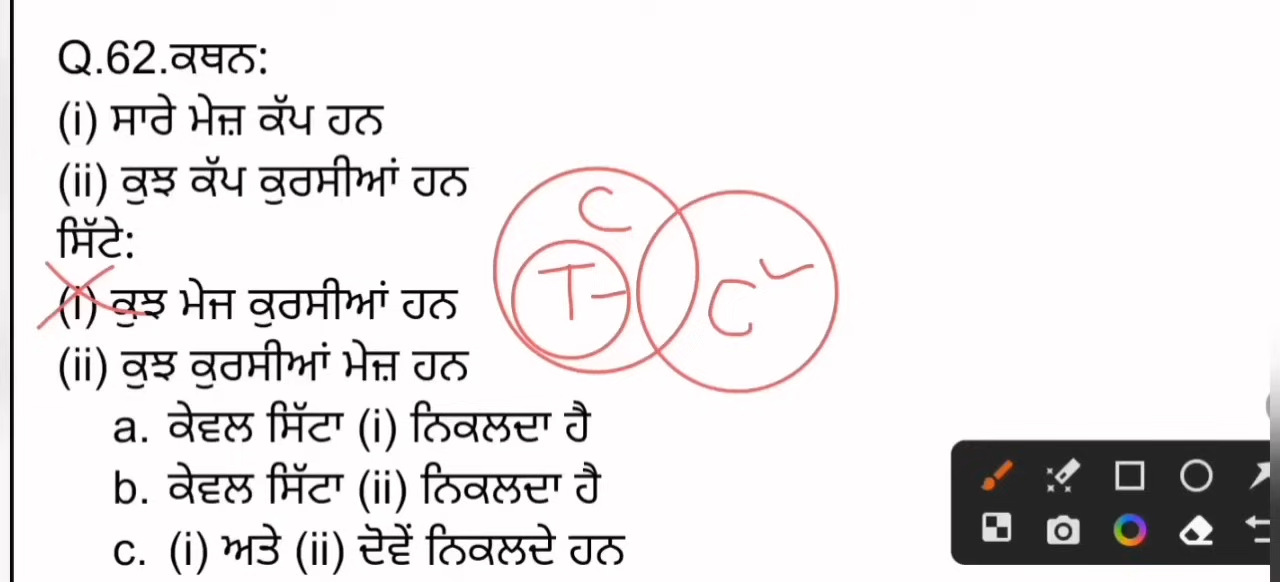 Q.62.ਕਥਨ:
(i) ਸਾਰੇ ਮੇਜ਼ ਕੱਪ ਹਨ
(ii) ਕੁਝ ਕੱਪ ਕੁਰਸੀਆਂ ਹਨ
ਸਿੱਟੇ:
(i) ਕੁਝ ਮੇਜ ਕੁਰਸੀਆਂ ਹਨ
(ii) ਕੁਝ ਕੁਰਸੀਆਂ ਮੇਜ਼ ਹਨ
a. ਕੇਵਲ ਸਿੱਟਾ (i) ਨਿਕਲਦਾ ਹੈ
b. ਕੇਵਲ ਸਿੱਟਾ (ii) ਨਿਕਲਦਾ ਹੈ
c. (i) ਅਤੇ (ii) ਦੋਵੇਂ ਨਿਕਲਦੇ ਹਨ
C
T
C